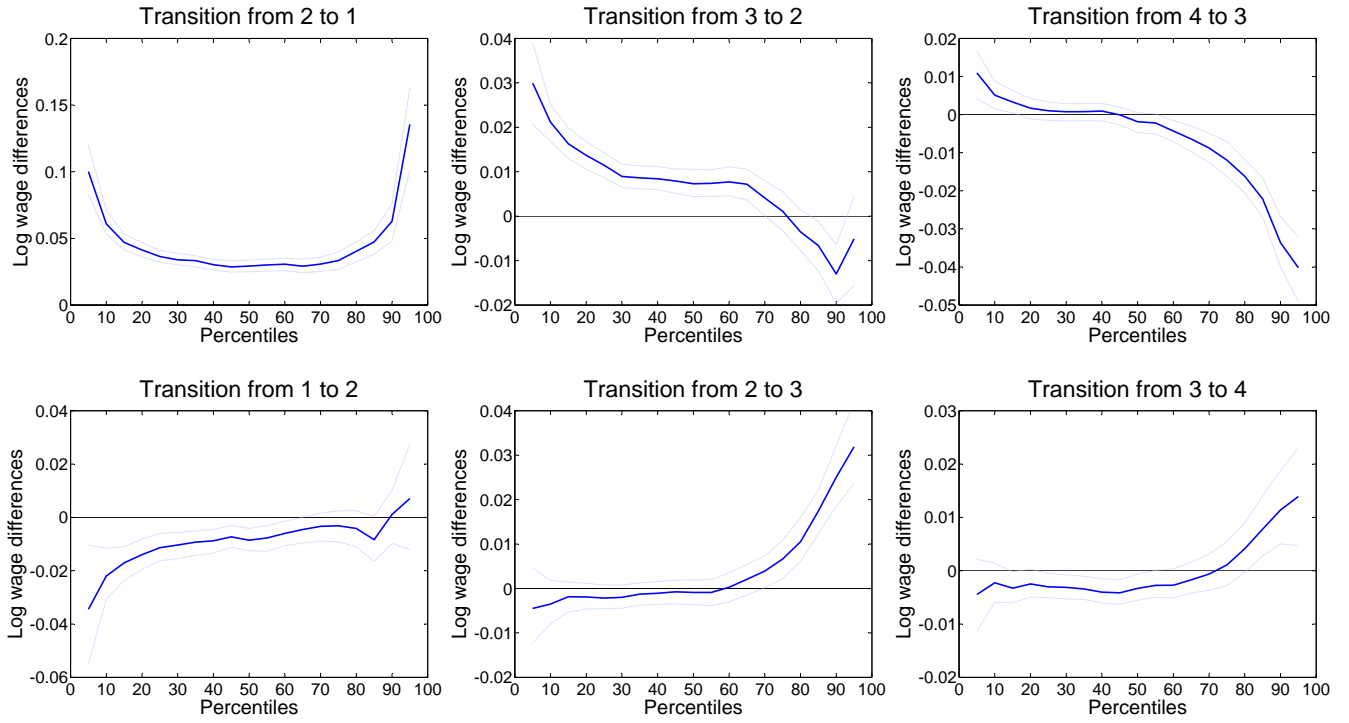 Transition from 2 to 1
0.2
0.15
0.1
0.05
0
Log wage differences
0 10 20 30 40 50 60 70 80 90 100
Percentiles
Transition from 3 to 2
0.04
0.03
0.02
0.01
0
-0.01
-0.02
Log wage differences
0 10 20 30 40 50 60 70 80 90 100
Percentiles
Transition from 4 to 3
0.02
0.01
0
-0.01
-0.02
-0.03
-0.04
-0.05
Log wage differences
0 10 20 30 40 50 60 70 80 90 100
Percentiles
Transition from 1 to 2
0.04
0.02
0
-0.02
-0.04
-0.06
Log wage differences
0 10 20 30 40 50 60 70 80 90 100
Percentiles
Transition from 2 to 3
0.04
0.03
0.02
0.01
0
-0.01
-0.02
Log wage differences
0 10 20 30 40 50 60 70 80 90 100
Percentiles
Transition from 3 to 4
0.03
0.02
0.01
0
-0.01
-0.02
Log wage differences
0 10 20 30 40 50 60 70 80 90 100
Percentiles